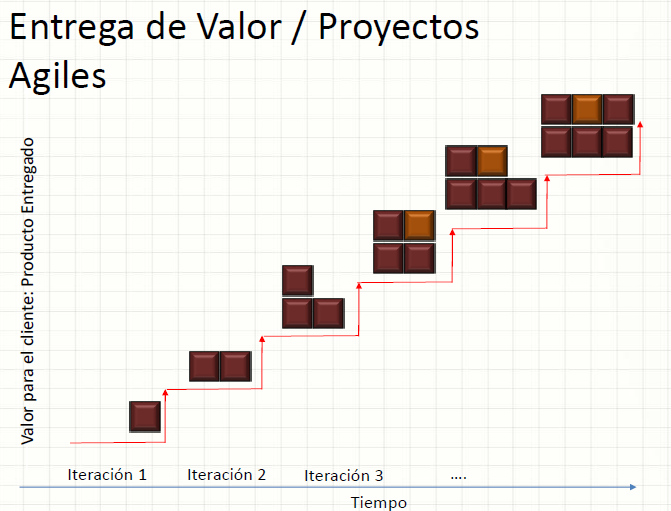 Entrega de Valor / Proyectos
Agiles
Valor para el cliente: Producto Entregado
Iteración 1
Iteración 2
Iteración 3
....
Tiempo